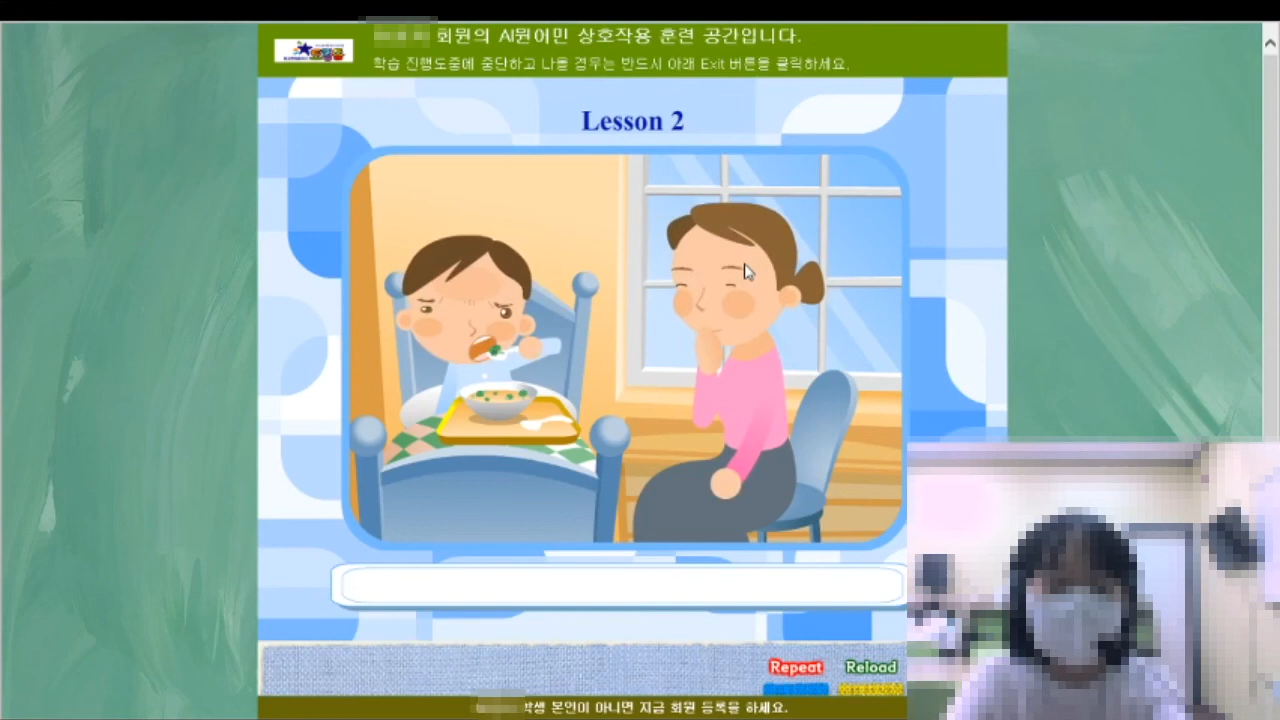 회원의 AI원어민 상호작용 훈련 공간입니다.
학습 진행도중에 중단하고 나올 경우는 반드시 아래 Exit 버튼을 클릭하세요.
Lesson 2
Repeat
Reload
학생 본인이 아니면 지금 회원 등록을 하세요.